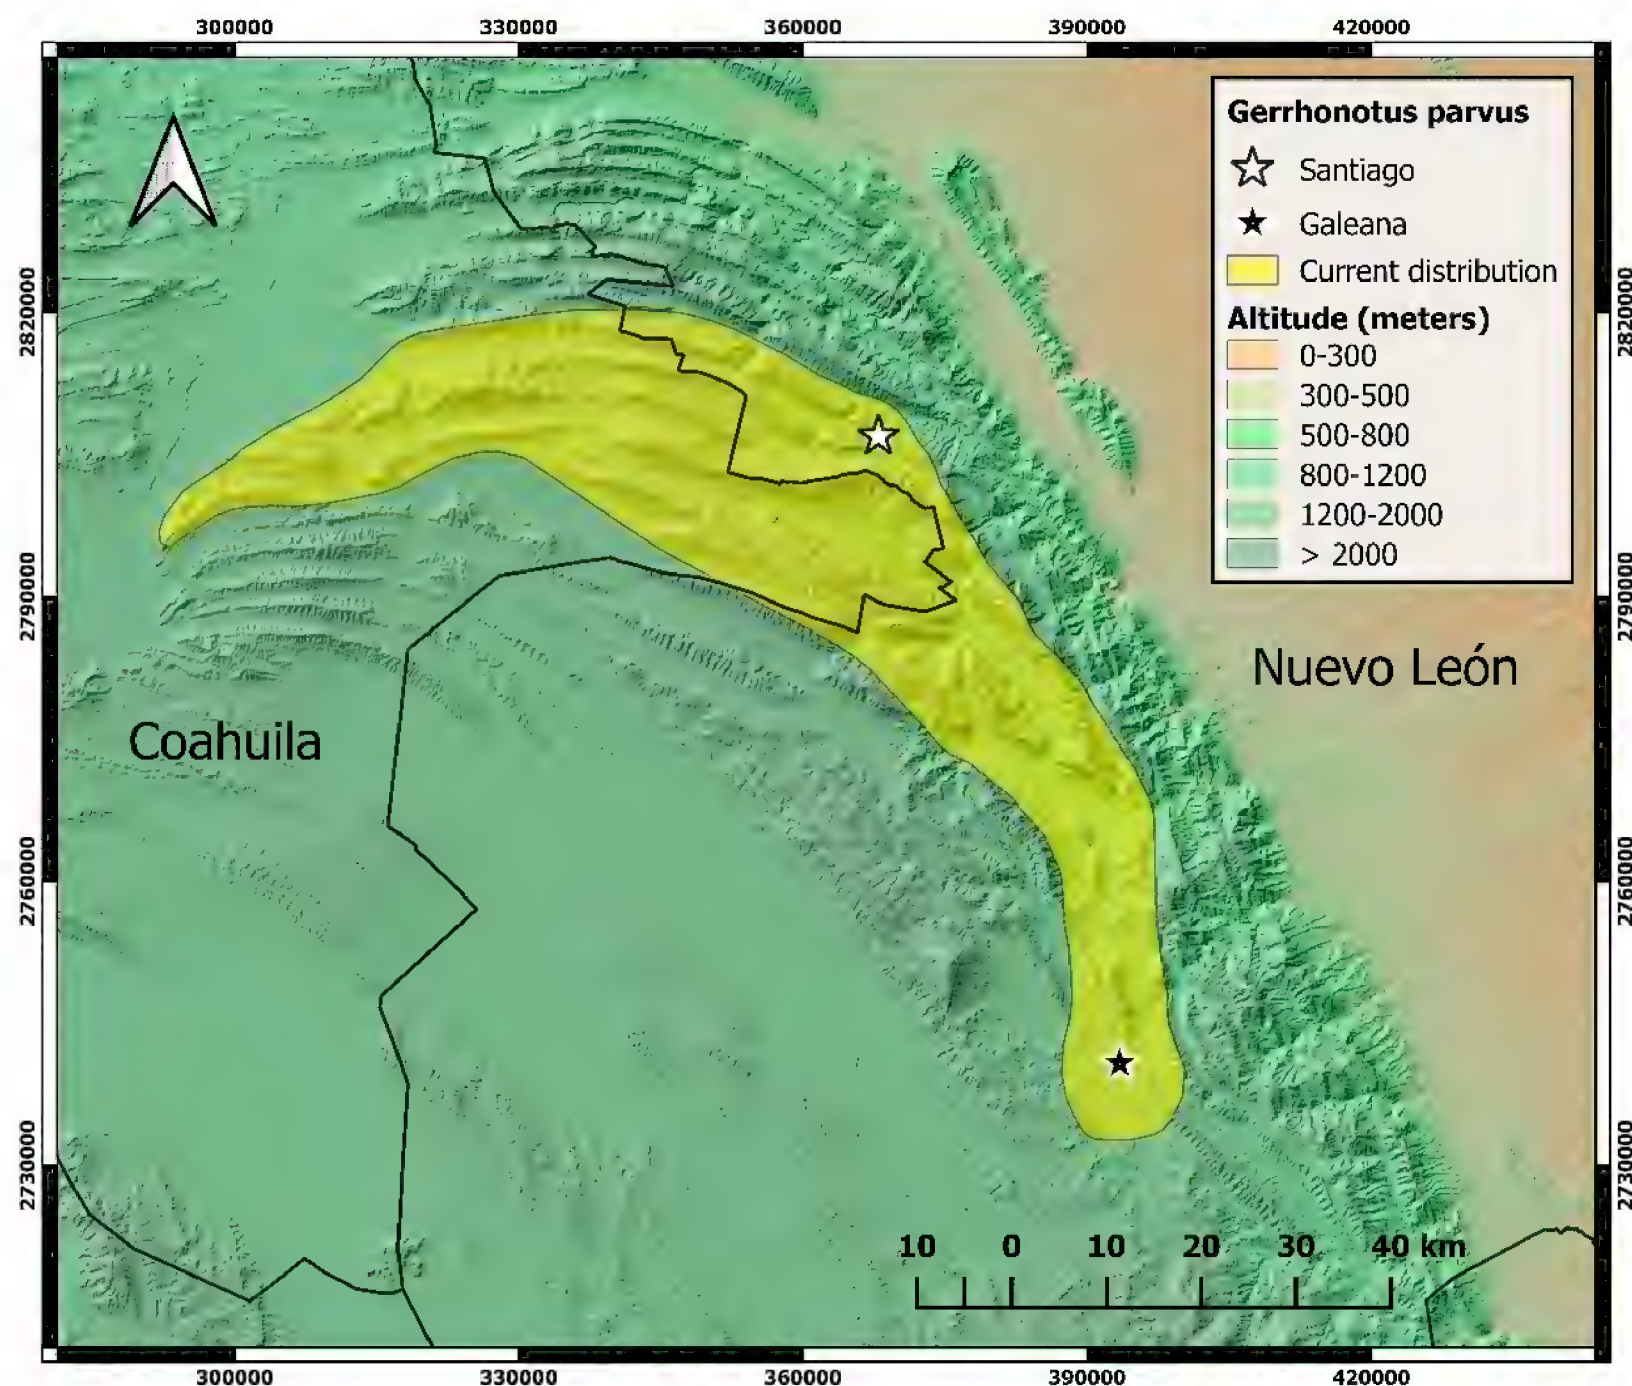 300000 330000 360000 390000 420000
Gerrhonotus parvus
Santiago
Galeana
Current distribution
Altitude (meters)
0-300
300-500
500-800
800-1200
1200-2000
> 2000
2820000 2820000
2790000 2790000
Nuevo León
Coahuila
2760000 2760000
2730000 2730000
10 0 10 20 30 40 km
300000 330000 360000 390000 420000